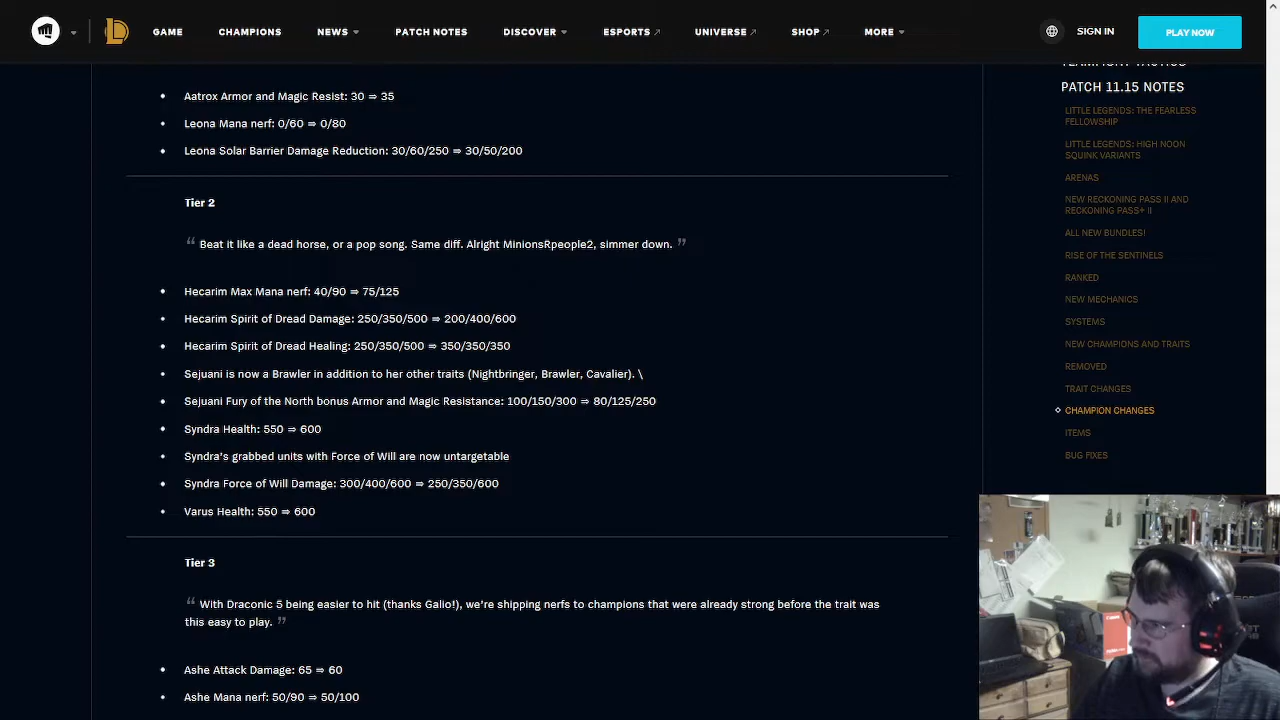 GAME CHAMPIONS NEWS PATCH NOTES DISCOVER ESPORTS UNIVERSE SHOP MORE SIGN IN PLAY NOW
Aatrox Armor and Magic Resist: 30 ⇒ 35
Leona Mana nerf: 0/60 ⇒ 0/80
Leona Solar Barrier Damage Reduction: 30/60/250 ⇒ 30/50/200
Tier 2
“ Beat it like a dead horse, or a pop song. Same diff. Alright MinionsRpeople2, simmer down. ”
Hecarim Max Mana nerf: 40/90 ⇒ 75/125
Hecarim Spirit of Dread Damage: 250/350/500 ⇒ 200/400/600
Hecarim Spirit of Dread Healing: 250/350/500 ⇒ 350/350/350
Sejuani is now a Brawler in addition to her other traits (Nightbringer, Brawler, Cavalier). \
Sejuani Fury of the North bonus Armor and Magic Resistance: 100/150/300 ⇒ 80/125/250
Syndra Health: 550 ⇒ 600
Syndra's grabbed units with Force of Will are now untargetable
Syndra Force of Will Damage: 300/400/600 ⇒ 250/350/600
Varus Health: 550 ⇒ 600
Tier 3
“ With Draconic 5 being easier to hit (thanks Galio!), we're shipping nerfs to champions that were already strong before the trait was
this easy to play. ”
Ashe Attack Damage: 65 ⇒ 60
Ashe Mana nerf: 50/90 ⇒ 50/100
PATCH 11.15 NOTES
LITTLE LEGENDS: THE FEARLESS
FELLOWSHIP
LITTLE LEGENDS: HIGH NOON
SQUINK VARIANTS
ARENAS
NEW RECKONING PASS II AND
RECKONING PASS+ II
ALL NEW BUNDLES!
RISE OF THE SENTINELS
RANKED
NEW MECHANICS
SYSTEMS
NEW CHAMPIONS AND TRAITS
REMOVED
TRAIT CHANGES
CHAMPION CHANGES
ITEMS
BUG FIXES